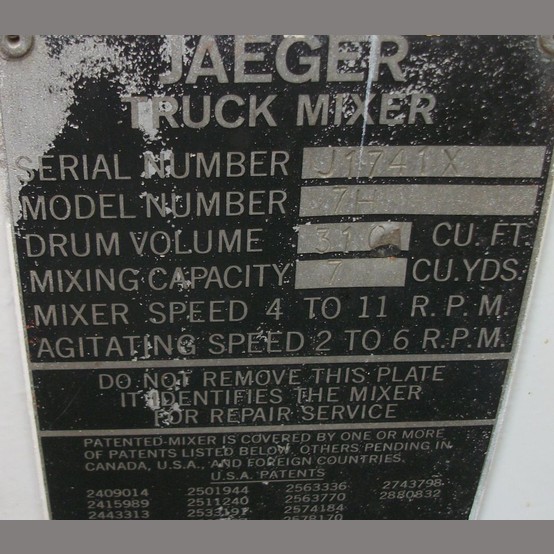 JAEGER
TRUCK MIXER
SERIAL NUMBER J1741X
MODEL NUMBER 7H
DRUM VOLUME CU. FT.
MIXING CAPACITY 7 CU.YDS.
MIXER SPEED 4 TO 11 R.P.M.
AGITATING SPEED 2 TO 6 R.P.M.
DO NOT REMOVE THIS PLATE
IT IDENTIFIES THE MIXER
FOR REPAIR SERVICE
PATENTED-MIXER IS COVERED BY ONE OR MORE
OF PATENTS LISTED BELOW, OTHERS PENDING IN
CANADA, U.S.A., AND FOREIGN COUNTRIES.
U.S.A. PATENTS
2409014 2501944 2563336 2743798
2415989 2511240 2563770 2880832
2443313 2533191 2574184
2578170